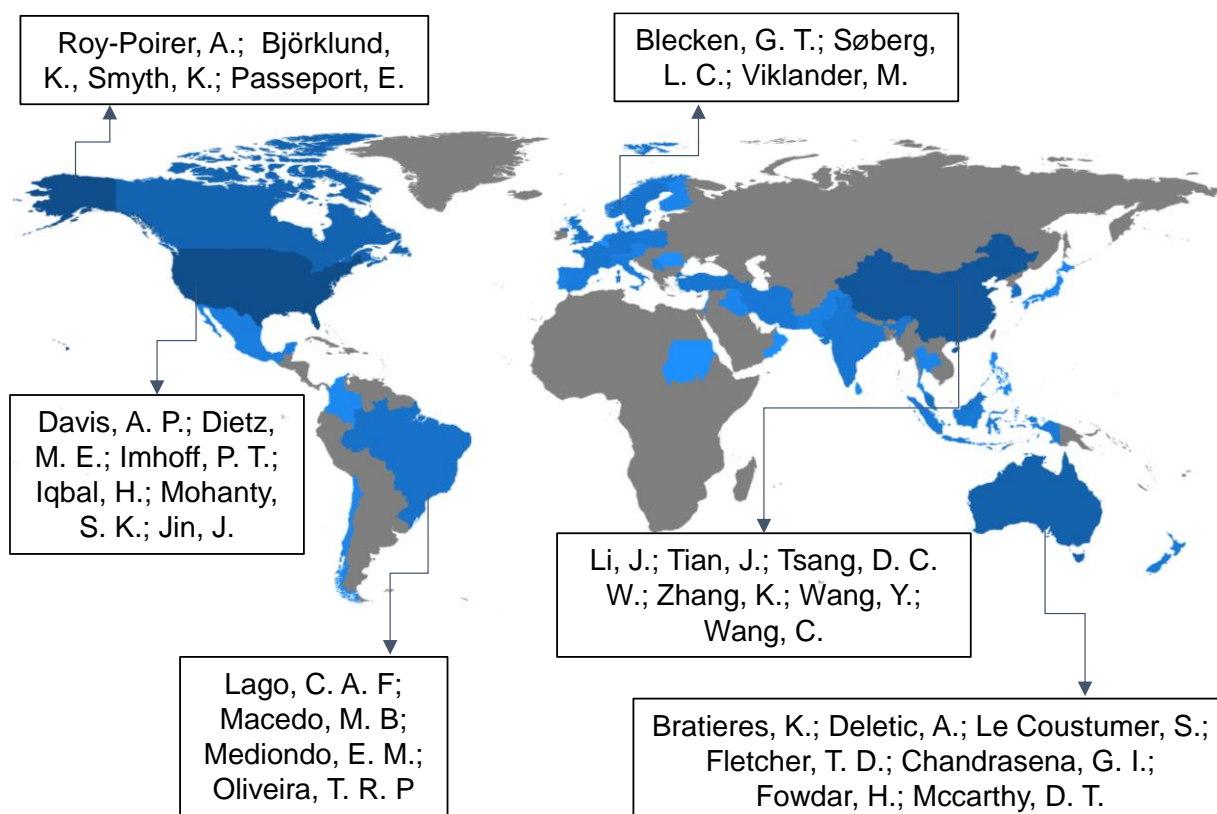 Roy-Poirer, A.; Björklund,
K., Smyth, K.; Passeport, E.
Blecken, G. T.; Søberg,
L. C.; Viklander, M.
Davis, A. P.; Dietz,
M. E.; Imhoff, P. T.;
Iqbal, H.; Mohanty,
S. K.; Jin, J.
Li, J.; Tian, J.; Tsang, D. C.
W.; Zhang, K.; Wang, Y.;
Wang, C.
Lago, C. A. F;
Macedo, M. B;
Mediondo, E. M.;
Oliveira, T. R. P
Bratieres, K.; Deletic, A.; Le Coustumer, S.;
Fletcher, T. D.; Chandrasena, G. I.;
Fowdar, H.; Mccarthy, D. T.